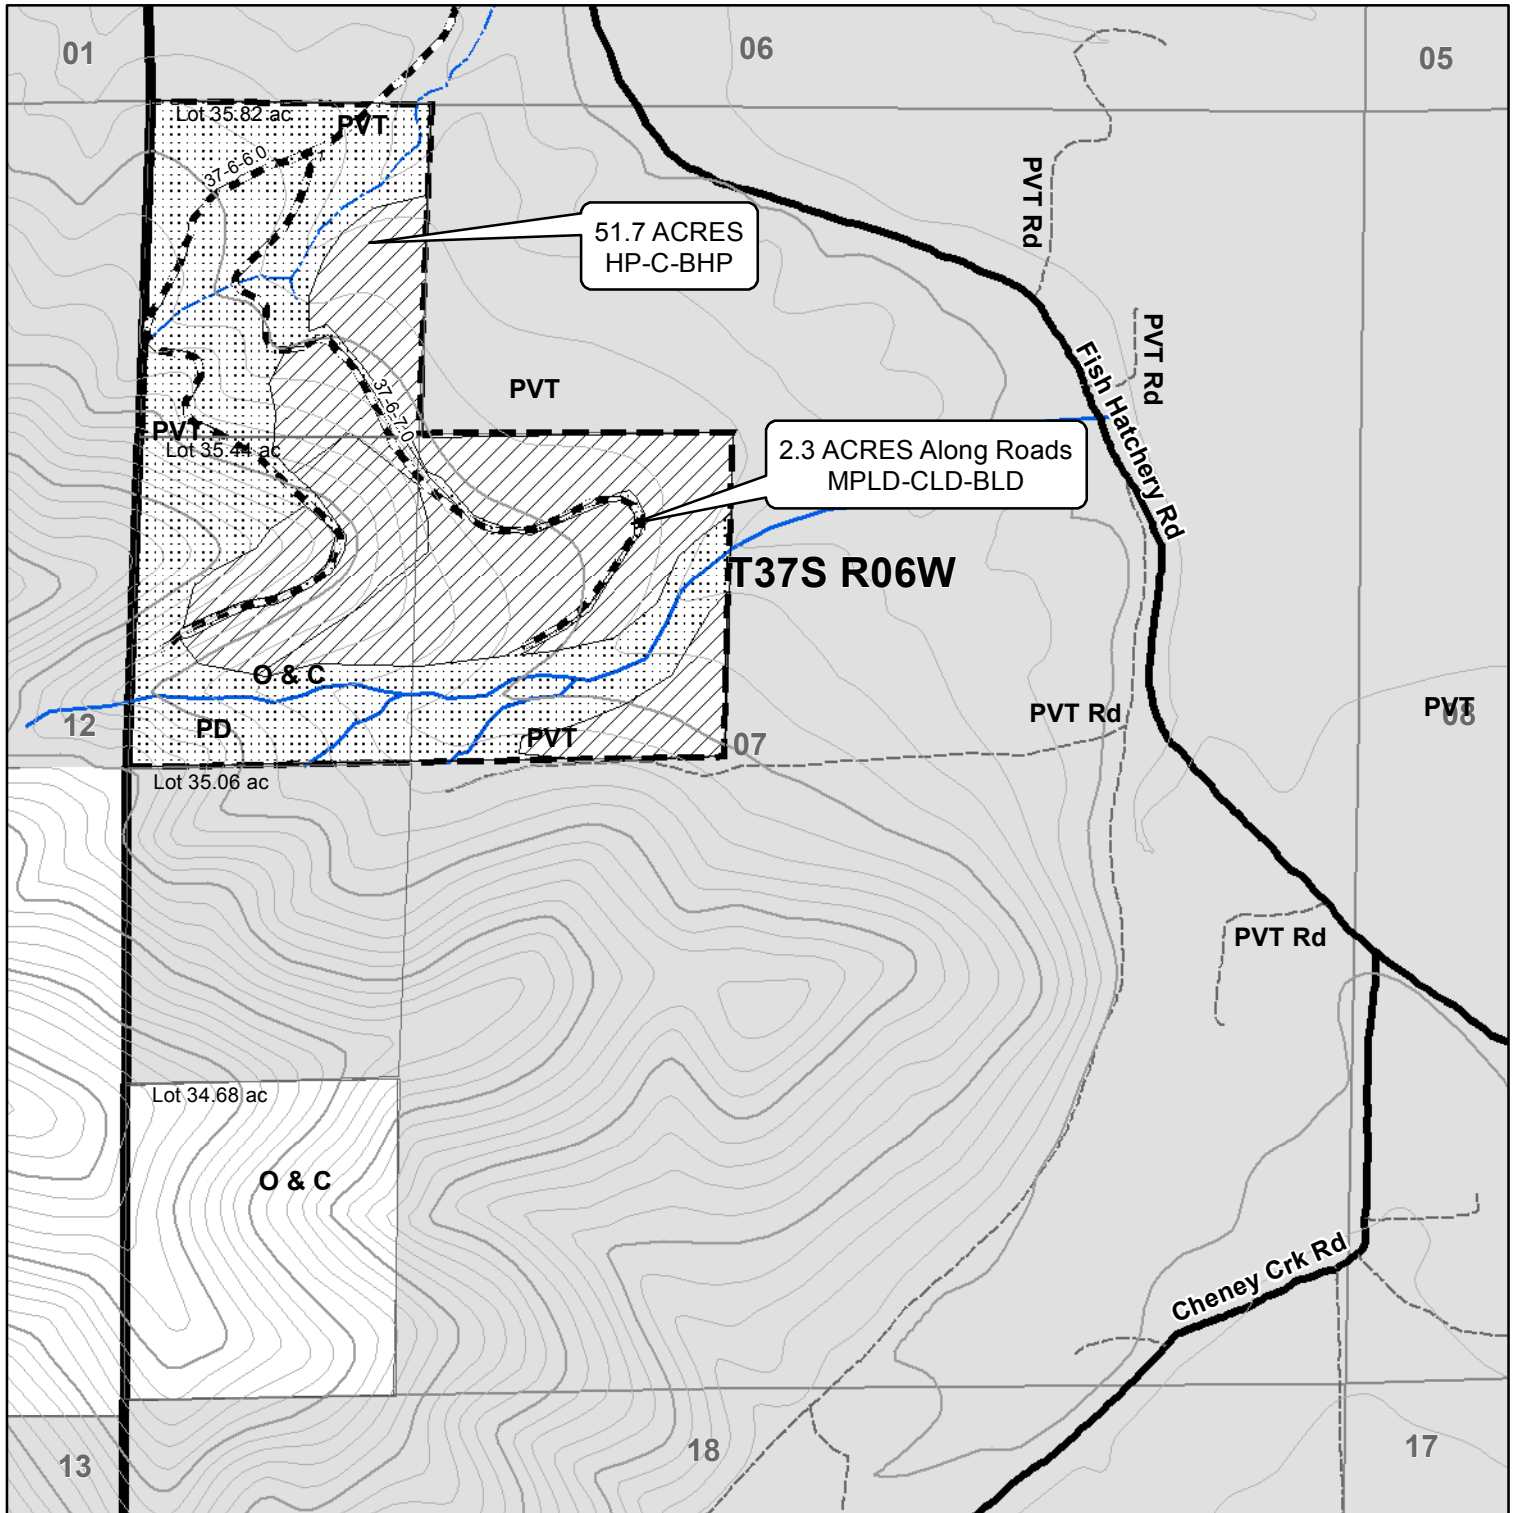 01
06
05
Lot 35.82 ac
PVT
37-6-6.0
PVT Rd
51.7 ACRES
HP-C-BHP
PVT Rd
Fish Hatchery Rd
PVT
37-6-7.0
PVT
Lot 35.44 ac
2.3 ACRES Along Roads
MPLD-CLD-BLD
T37S R06W
O & C
12
PD
PVT
07
PVT Rd
PVT
08
Lot 35.06 ac
PVT Rd
Lot 34.68 ac
O & C
Cheney Crk Rd
13
18
17